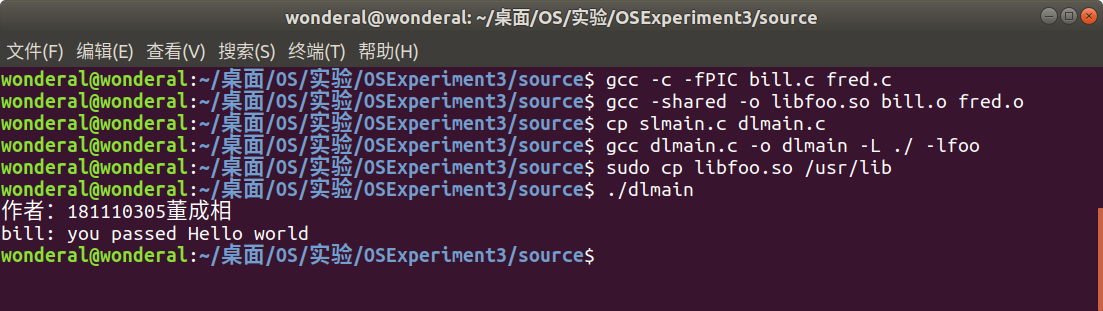 wonderal@wonderal: ~/桌面/OS/实验/OSExperiment3/source
文件(F) 编辑(E) 查看(V) 搜索(S) 终端(T) 帮助(H)
wonderal@wonderal:~/桌面/OS/实验/OSExperiment3/source$ gcc -c -fPIC bill.c fred.c
wonderal@wonderal:~/桌面/OS/实验/OSExperiment3/source$ gcc -shared -o libfoo.so bill.o fred.o
wonderal@wonderal:~/桌面/OS/实验/OSExperiment3/source$ cp slmain.c dlmain.c
wonderal@wonderal:~/桌面/OS/实验/OSExperiment3/source$ gcc dlmain.c -o dlmain -L ./ -lfoo
wonderal@wonderal:~/桌面/OS/实验/OSExperiment3/source$ sudo cp libfoo.so /usr/lib
wonderal@wonderal:~/桌面/OS/实验/OSExperiment3/source$ ./dlmain
作者：181110305董成相
bill: you passed Hello world
wonderal@wonderal:~/桌面/OS/实验/OSExperiment3/source$